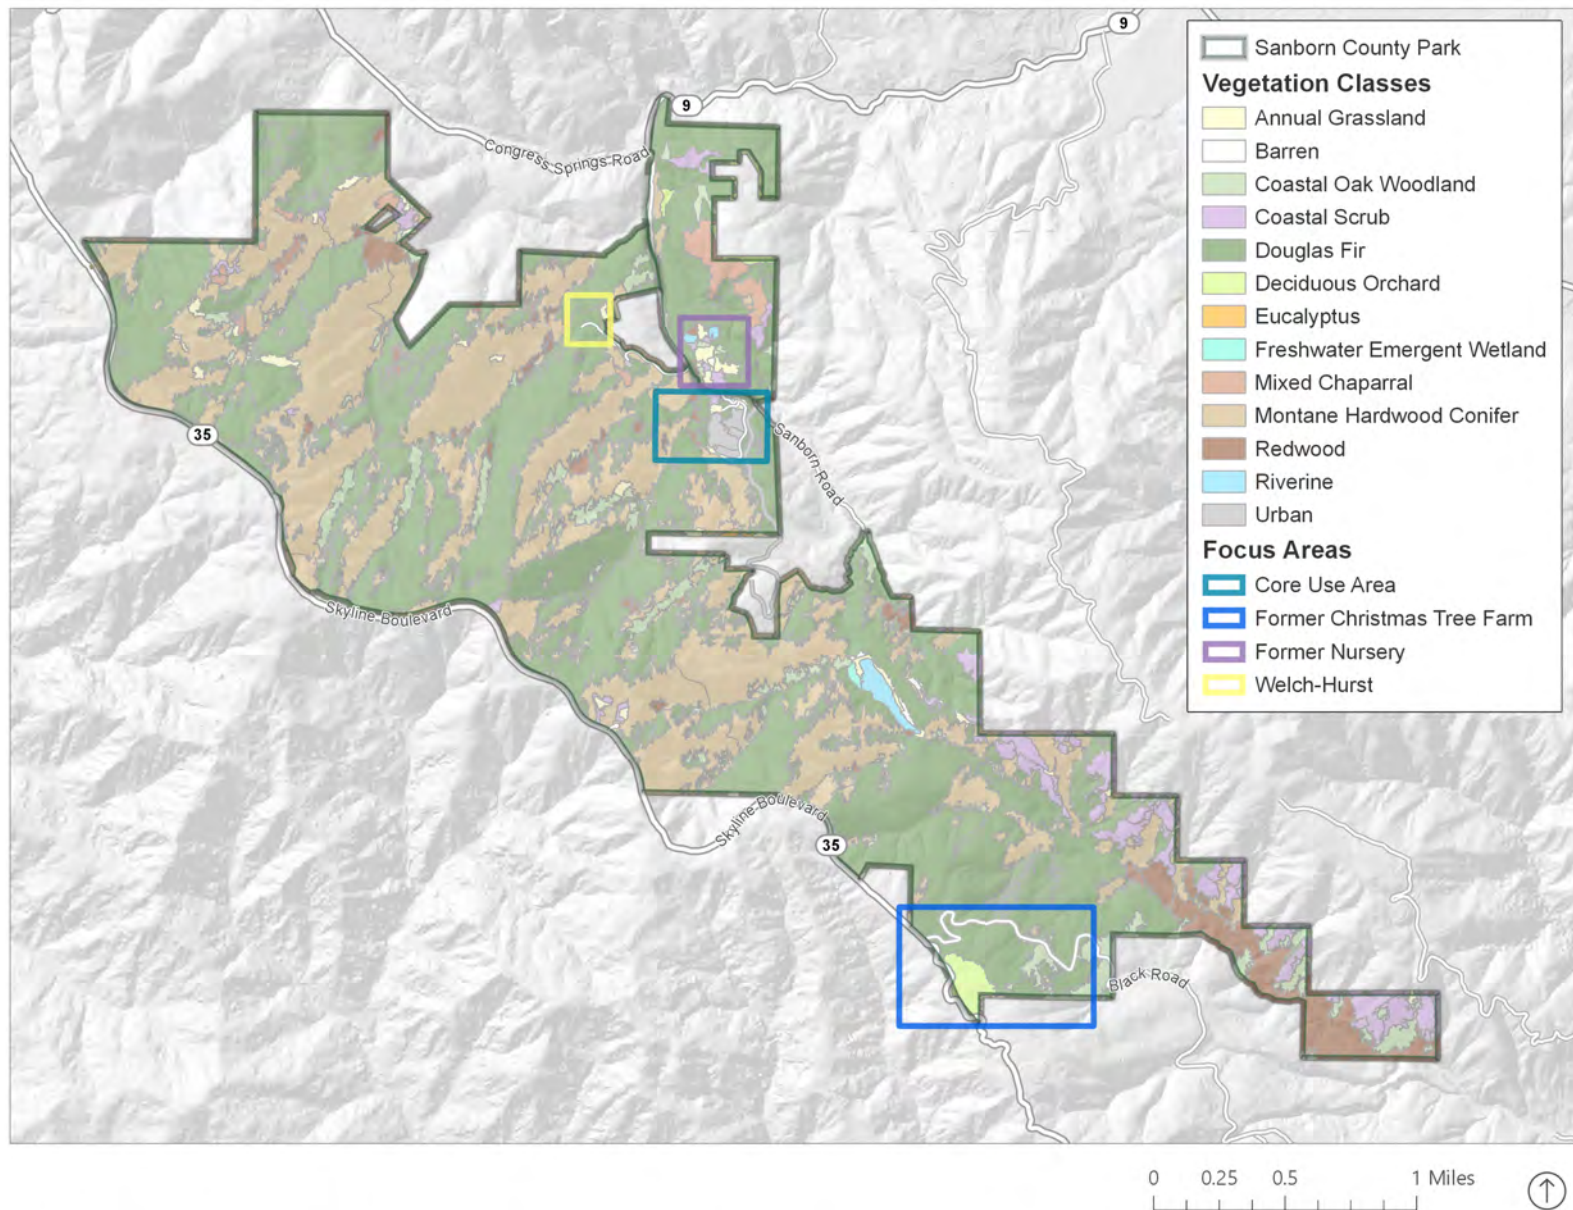 9
Sanborn County Park
Vegetation Classes
Annual Grassland
Barren
Coastal Oak Woodland
Coastal Scrub
Douglas Fir
Deciduous Orchard
Eucalyptus
Freshwater Emergent Wetland
Mixed Chaparral
Montane Hardwood Conifer
Redwood
Riverine
Urban
Focus Areas
Core Use Area
Former Christmas Tree Farm
Former Nursery
Welch-Hurst
9
Congress Springs Road
35
Sanborn Road
Skyline Boulevard
Skyline Boulevard
35
Black Road
0 0.25 0.5 1 Miles